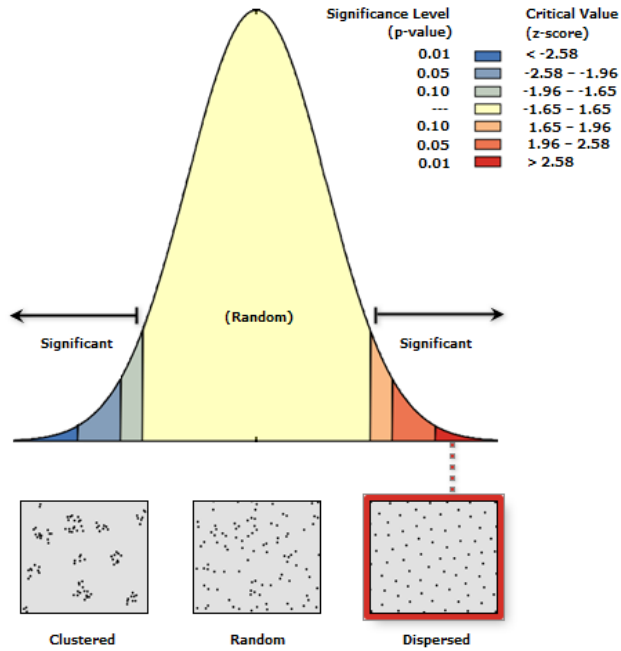 Significance Level
(p-value)
Critical Value
(z-score)
0.01 < -2.58
0.05 -2.58 – -1.96
0.10 -1.96 – -1.65
--- -1.65 – 1.65
0.10 1.65 – 1.96
0.05 1.96 – 2.58
0.01 > 2.58
(Random)
Significant
Significant
Clustered
Random
Dispersed